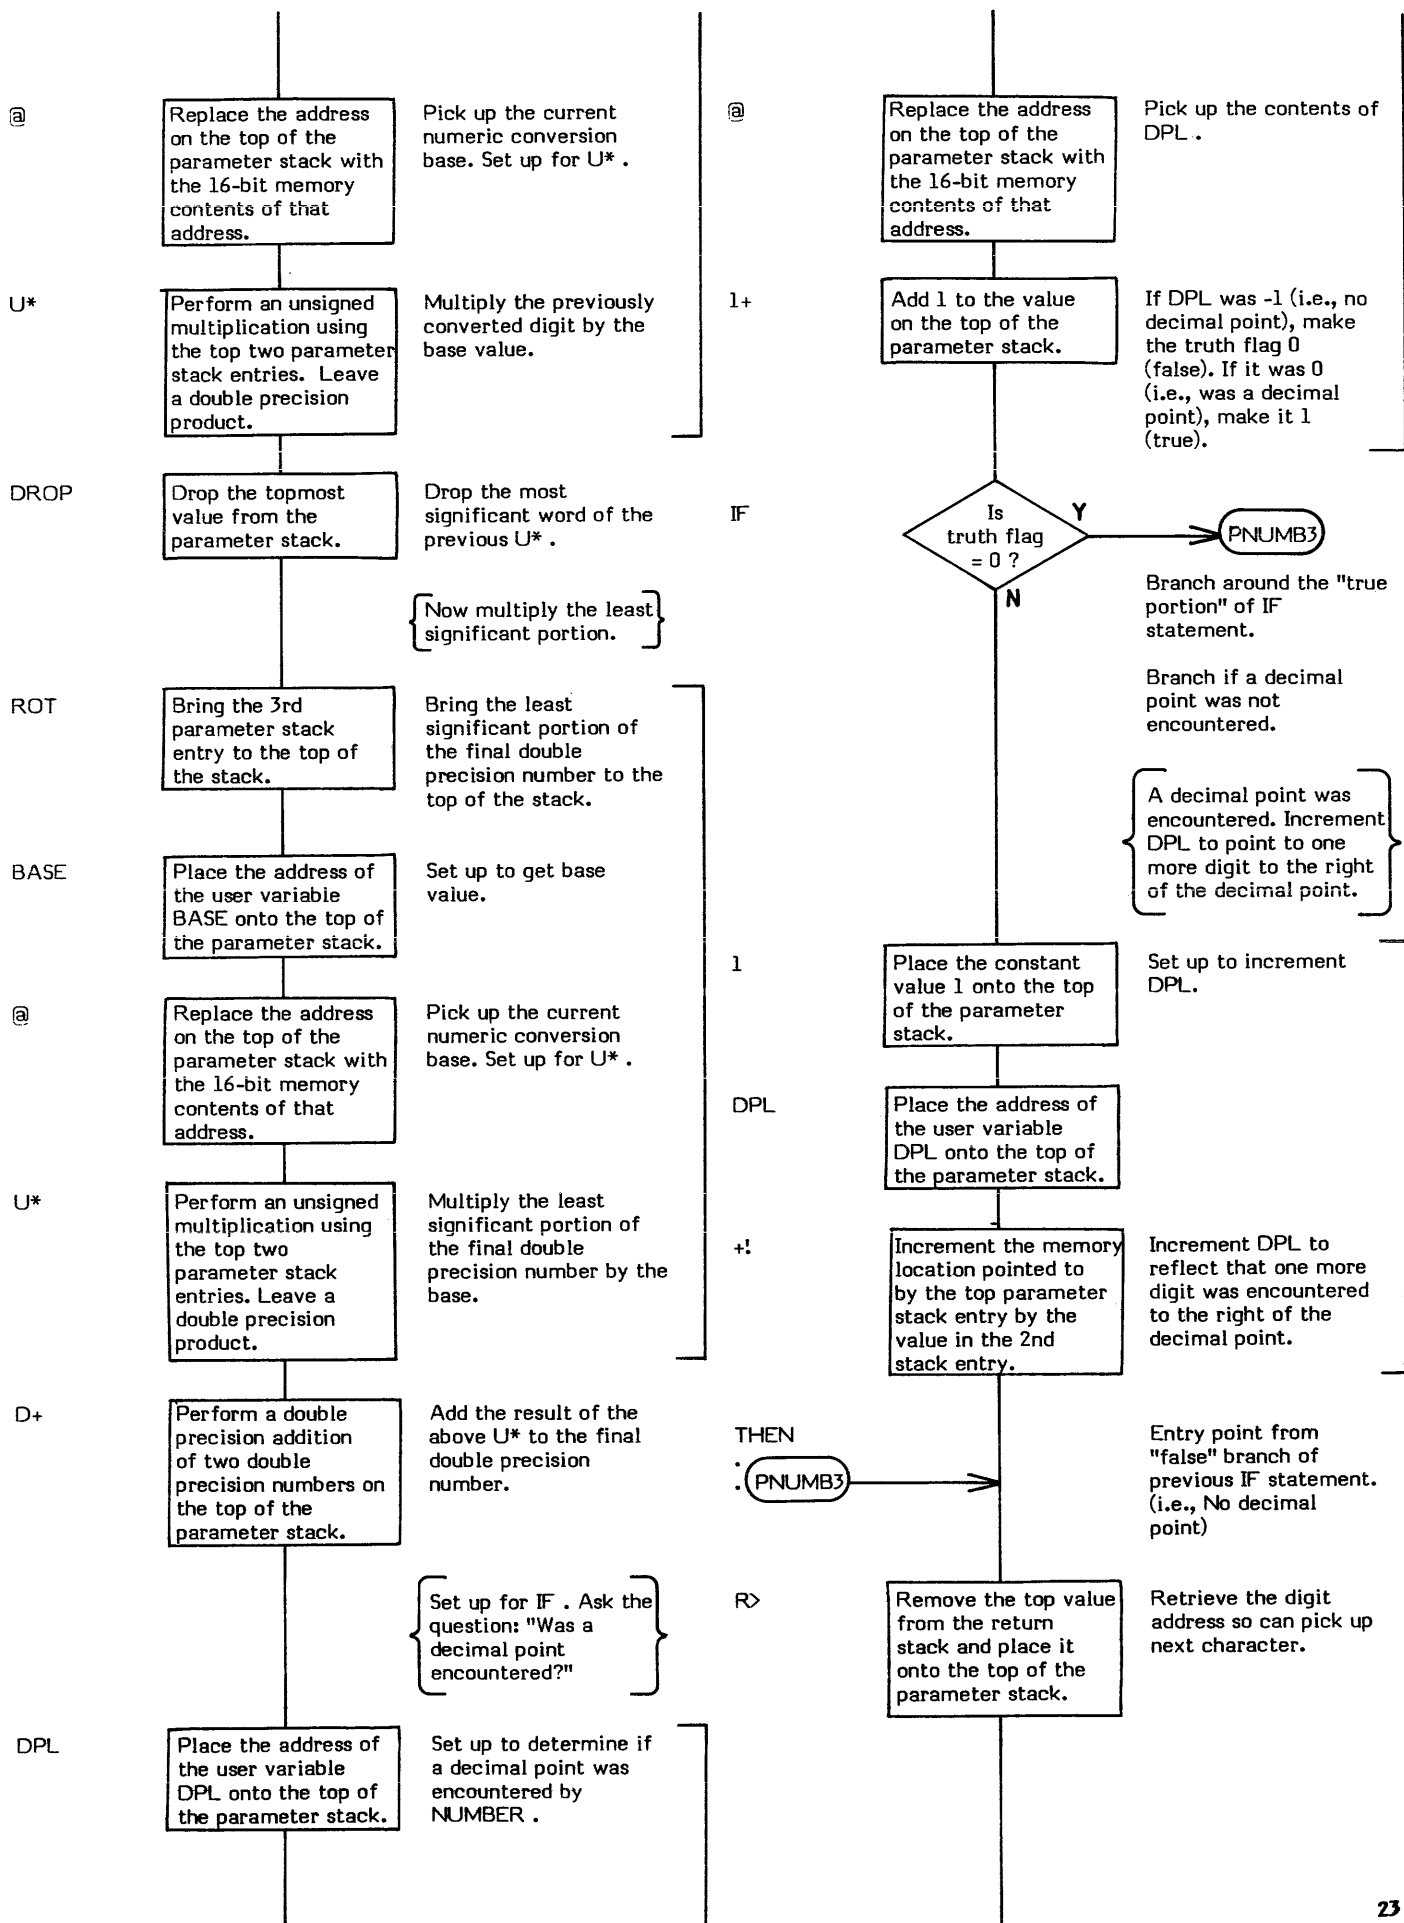 @
Replace the address
on the top of the
parameter stack with
the 16-bit memory
contents of that
address.
Pick up the current
numeric conversion
base. Set up for U* .
U*
Perform an unsigned
multiplication using
the top two parameter
stack entries. Leave
a double precision
product.
Multiply the previously
converted digit by the
base value.
DROP
Drop the topmost
value from the
parameter stack.
Drop the most
significant word of the
previous U* .
Now multiply the least
significant portion.
ROT
Bring the 3rd
parameter stack
entry to the top of
the stack.
Bring the least
significant portion of
the final double
precision number to the
top of the stack.
BASE
Place the address of
the user variable
BASE onto the top of
the parameter stack.
Set up to get base
value.
@
Replace the address
on the top of the
parameter stack with
the 16-bit memory
contents of that
address.
Pick up the current
numeric conversion
base. Set up for U* .
U*
Perform an unsigned
multiplication using
the top two
parameter stack
entries. Leave a
double precision
product.
Multiply the least
significant portion of
the final double
precision number by the
base.
D+
Perform a double
precision addition
of two double
precision numbers on
the top of the
parameter stack.
Add the result of the
above U* to the final
double precision
number.
Set up for IF . Ask the
question: "Was a
decimal point
encountered?"
DPL
Place the address of
the user variable
DPL onto the top of
the parameter stack.
Set up to determine if
a decimal point was
encountered by
NUMBER .
@
Replace the address
on the top of the
parameter stack with
the 16-bit memory
contents of that
address.
Pick up the contents of
DPL .
1+
Add 1 to the value
on the top of the
parameter stack.
If DPL was -1 (i.e., no
decimal point), make
the truth flag 0
(false). If it was 0
(i.e., was a decimal
point), make it 1
(true).
IF
Is
truth flag
= 0 ?
Y
N
PNUMB3
Branch around the "true
portion" of IF
statement.
Branch if a decimal
point was not
encountered.
A decimal point was
encountered. Increment
DPL to point to one
more digit to the right
of the decimal point.
1
Place the constant
value 1 onto the top
of the parameter
stack.
Set up to increment
DPL.
DPL
Place the address of
the user variable
DPL onto the top of
the parameter stack.
+!
Increment the memory
location pointed to
by the top parameter
stack entry by the
value in the 2nd
stack entry.
Increment DPL to
reflect that one more
digit was encountered
to the right of the
decimal point.
THEN
: PNUMB3
Entry point from
"false" branch of
previous IF statement.
(i.e., No decimal
point)
R>
Remove the top value
from the return
stack and place it
onto the top of the
parameter stack.
Retrieve the digit
address so can pick up
next character.
23